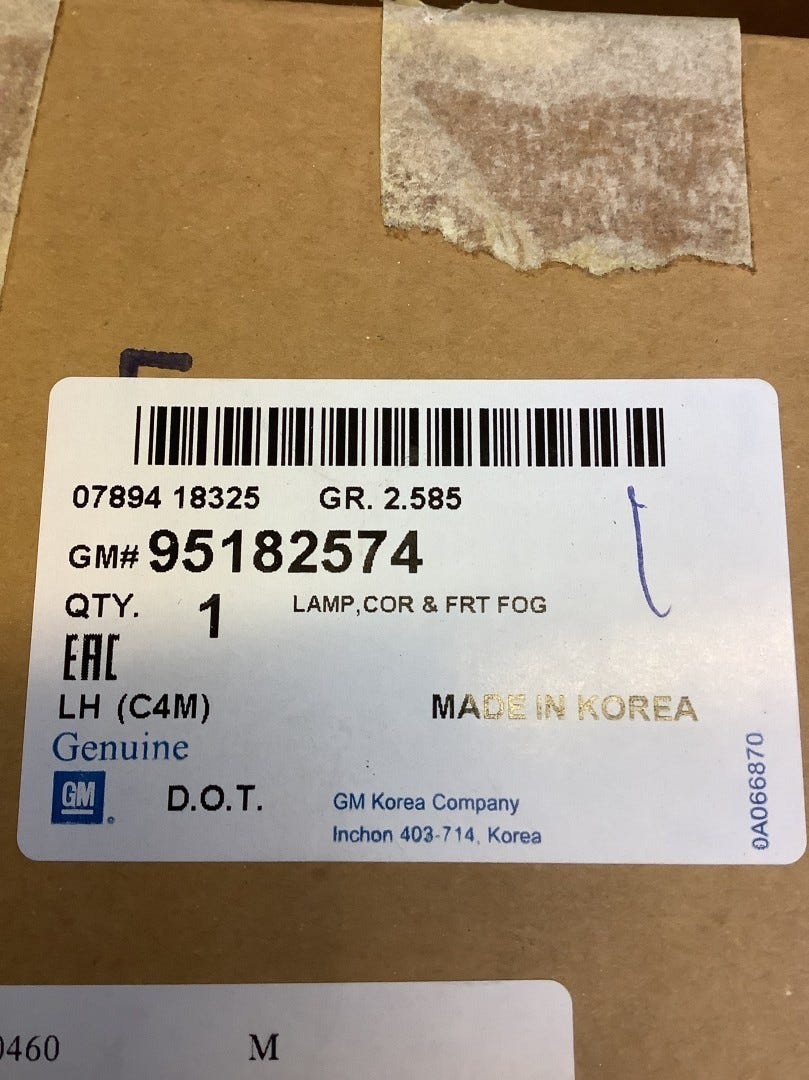 07894 18325 GR. 2.585
GM# 95182574
QTY. 1 LAMP,COR & FRT FOG
EAC
LH (C4M) MADE IN KOREA
Genuine
GM D.O.T. GM Korea Company
Inchon 403-714, Korea
0A066870
0460 M